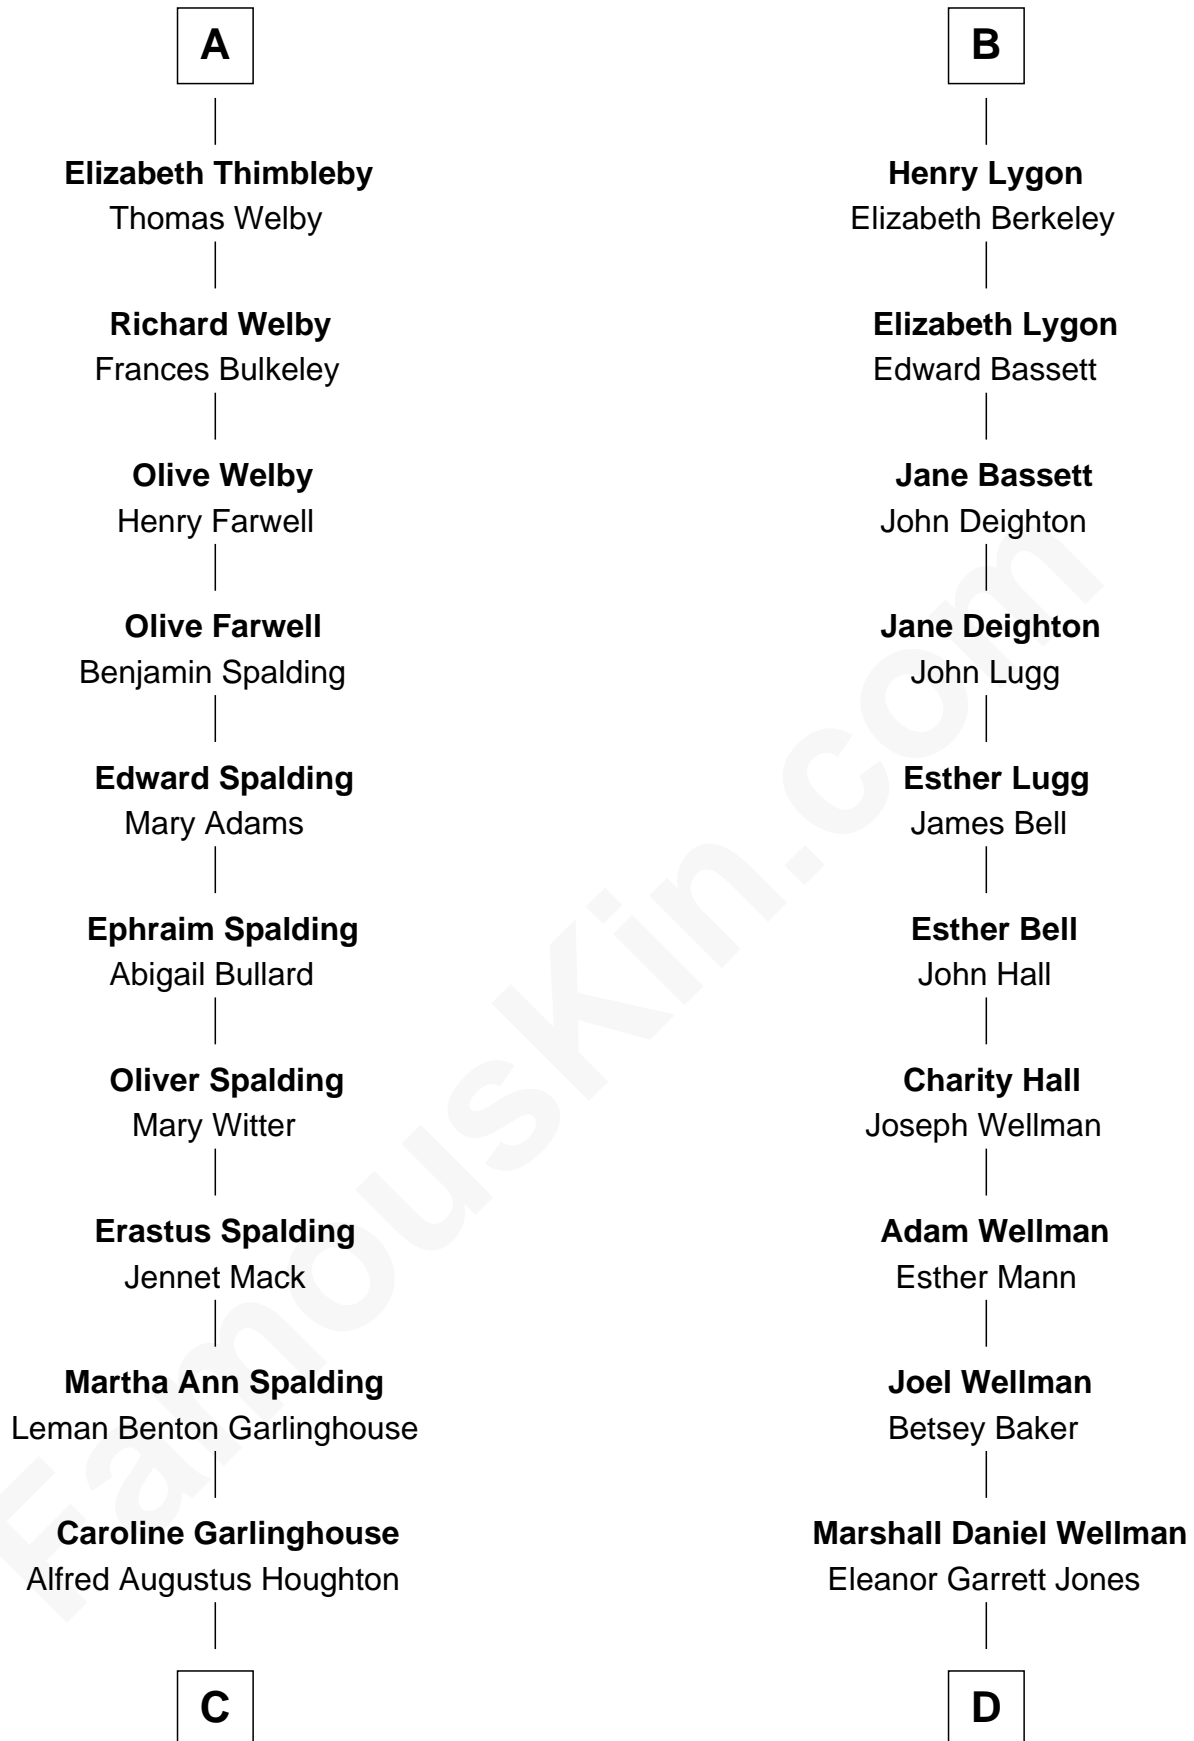 A
Elizabeth Thimbleby
Thomas Welby
Richard Welby
Frances Bulkeley
Olive Welby
Henry Farwell
Olive Farwell
Benjamin Spalding
Edward Spalding
Mary Adams
Ephraim Spalding
Abigail Bullard
Oliver Spalding
Mary Witter
Erastus Spalding
Jennet Mack
Martha Ann Spalding
Leman Benton Garlinghouse
Caroline Garlinghouse
Alfred Augustus Houghton
C
B
Henry Lygon
Elizabeth Berkeley
Elizabeth Lygon
Edward Bassett
Jane Bassett
John Deighton
Jane Deighton
John Lugg
Esther Lugg
James Bell
Esther Bell
John Hall
Charity Hall
Joseph Wellman
Adam Wellman
Esther Mann
Joel Wellman
Betsey Baker
Marshall Daniel Wellman
Eleanor Garrett Jones
D
FamousKin.com